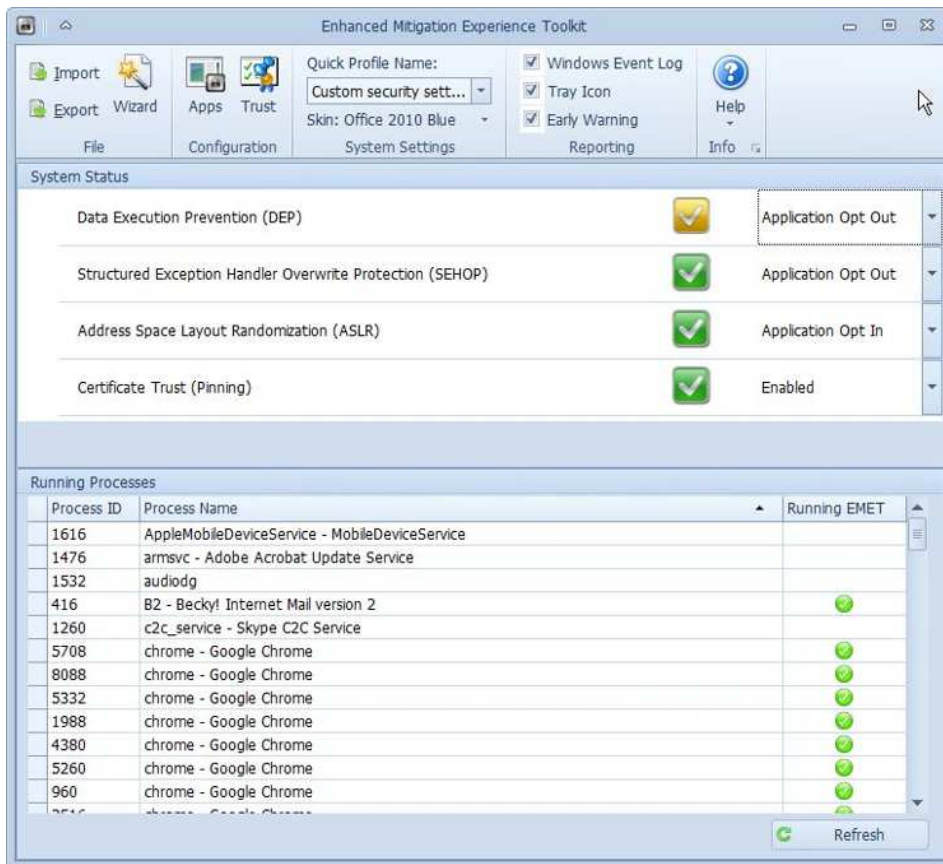 Enhanced Mitigation Experience Toolkit
Import
Export
Wizard
File
Apps
Trust
Configuration
Quick Profile Name:
Custom security sett...
Skin: Office 2010 Blue
System Settings
Windows Event Log
Tray Icon
Early Warning
Reporting
Help
Info
System Status
Data Execution Prevention (DEP) Application Opt Out
Structured Exception Handler Overwrite Protection (SEHOP) Application Opt Out
Address Space Layout Randomization (ASLR) Application Opt In
Certificate Trust (Pinning) Enabled
Running Processes
Process ID Process Name Running EMET
1616 AppleMobileDeviceService - MobileDeviceService
1476 armsvc - Adobe Acrobat Update Service
1532 audiodg
416 B2 - Becky! Internet Mail version 2
1260 c2c_service - Skype C2C Service
5708 chrome - Google Chrome
8088 chrome - Google Chrome
5332 chrome - Google Chrome
1988 chrome - Google Chrome
4380 chrome - Google Chrome
5260 chrome - Google Chrome
960 chrome - Google Chrome
chrome - Google Chrome
Refresh